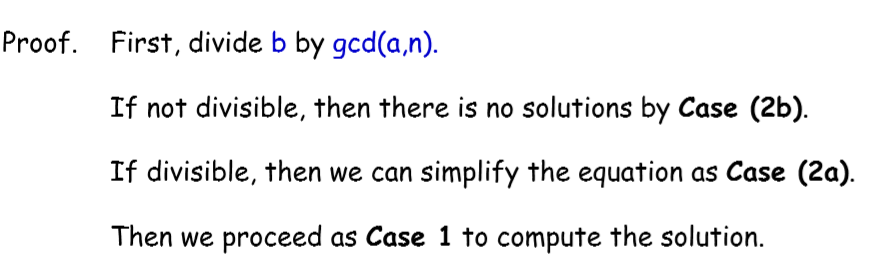 Proof. First, divide b by gcd(a,n).
If not divisible, then there is no solutions by Case (2b).
If divisible, then we can simplify the equation as Case (2a).
Then we proceed as Case 1 to compute the solution.